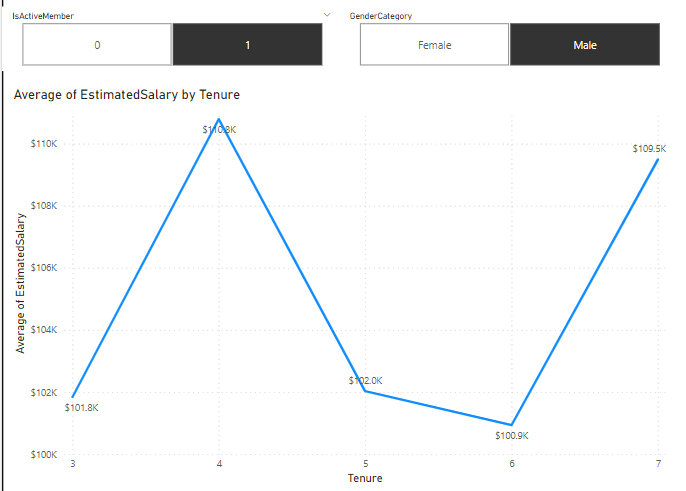 IsActiveMember
GenderCategory
0
1
Female
Male
Average of EstimatedSalary by Tenure
$110K
$108K
$106K
$104K
$102K
$100K
Average of EstimatedSalary
$101.8K
$110.8K
$102.0K
$100.9K
$109.5K
3
4
5
6
7
Tenure